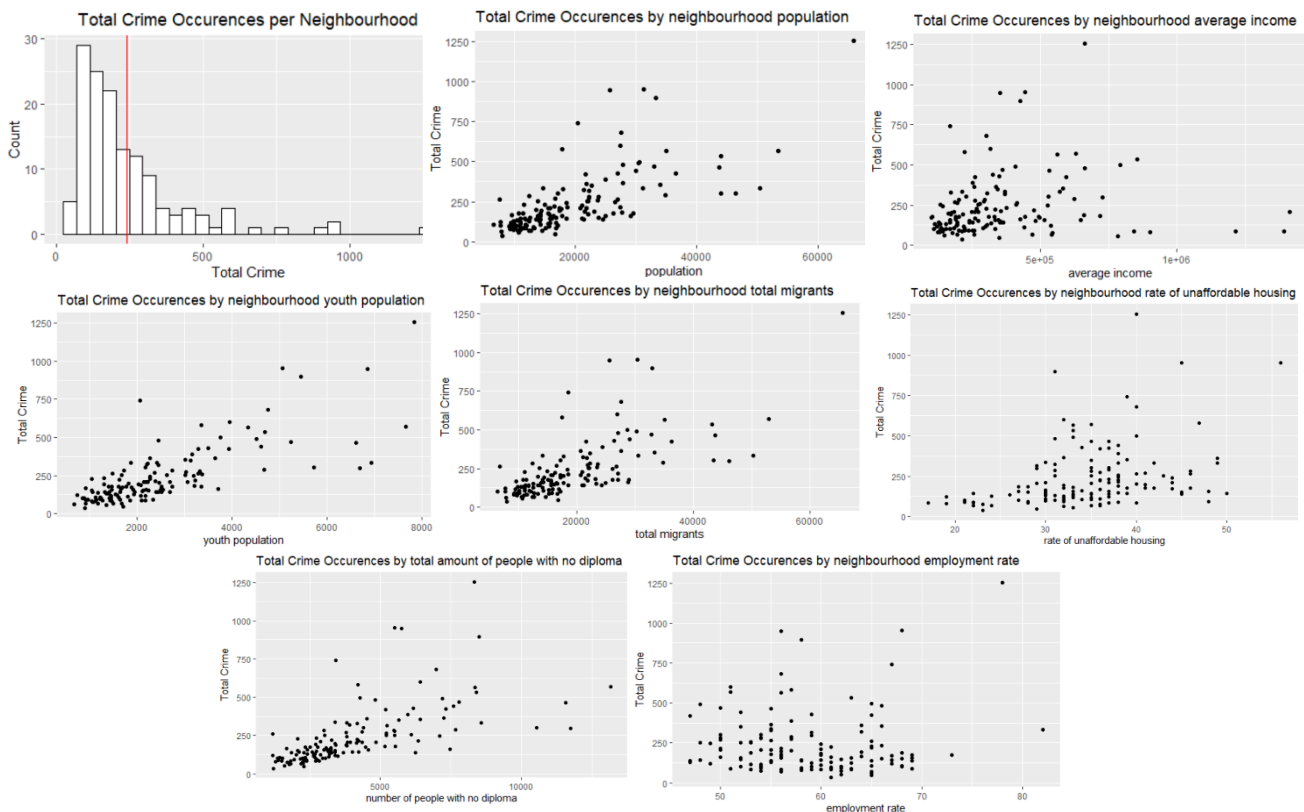 Total Crime Occurences per Neighbourhood
30
20
10
0
Count
0 500 1000
Total Crime
Total Crime Occurences by neighbourhood population
1250
1000
750
500
250
0
Total Crime
20000 40000 60000
population
Total Crime Occurences by neighbourhood average income
1250
1000
750
500
250
0
Total Crime
5e+05 1e+06
average income
Total Crime Occurences by neighbourhood youth population
1250
1000
750
500
250
0
Total Crime
2000 4000 6000 8000
youth population
Total Crime Occurences by neighbourhood total migrants
1250
1000
750
500
250
0
Total Crime
20000 40000 60000
total migrants
Total Crime Occurences by neighbourhood rate of unaffordable housing
1250
1000
750
500
250
0
Total Crime
20 30 40 50
rate of unaffordable housing
Total Crime Occurences by total amount of people with no diploma
1250
1000
750
500
250
0
Total Crime
5000 10000
number of people with no diploma
Total Crime Occurences by neighbourhood employment rate
1250
1000
750
500
250
0
Total Crime
50 60 70 80
employment rate